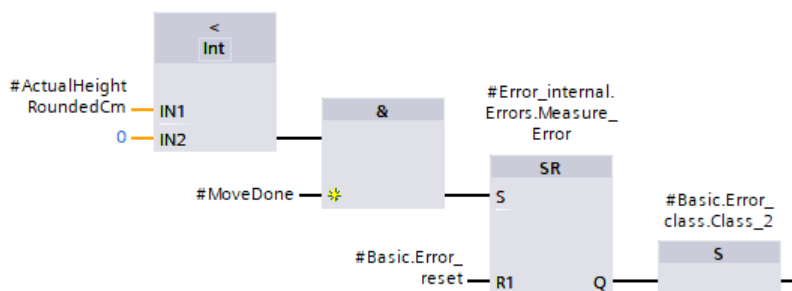 <
Int
#ActualHeight
RoundedCm
IN1
0
IN2
&
#MoveDone
#Error_internal.
Errors.Measure_
Error
SR
S
#Basic.Error_
reset
R1
Q
#Basic.Error_
class.Class_2
S